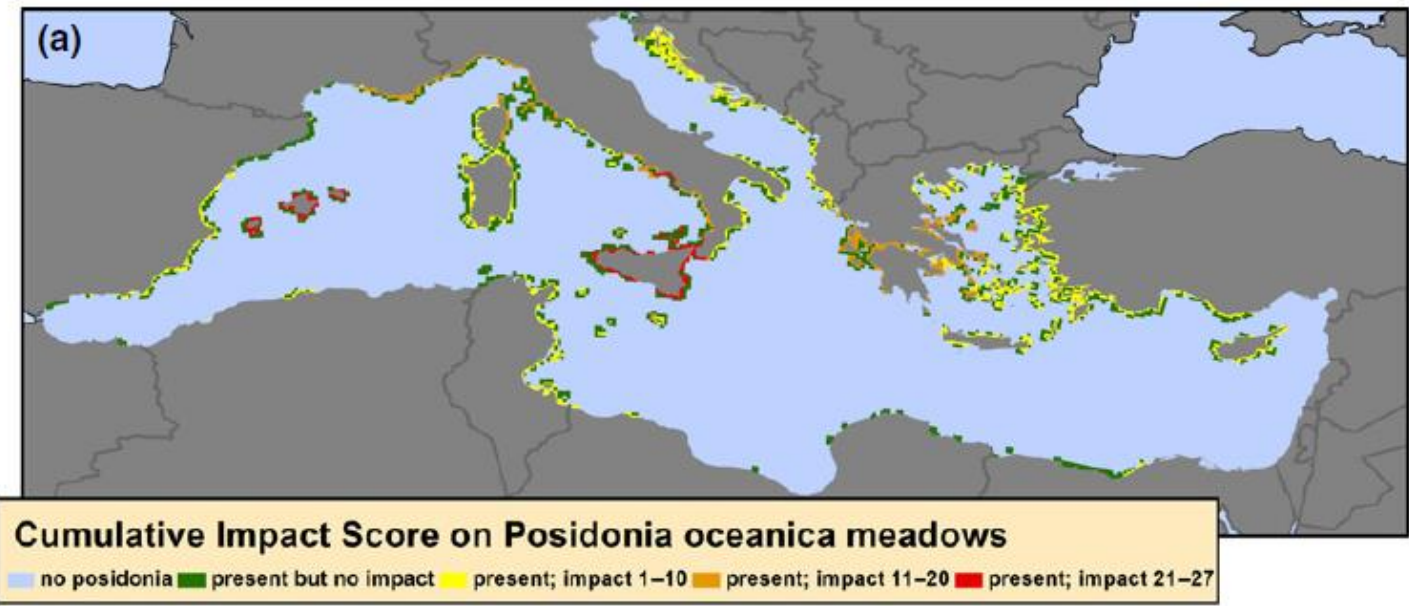 (a)
Cumulative Impact Score on Posidonia oceanica meadows
no posidonia present but no impact present; impact 1–10 present; impact 11–20 present; impact 21–27